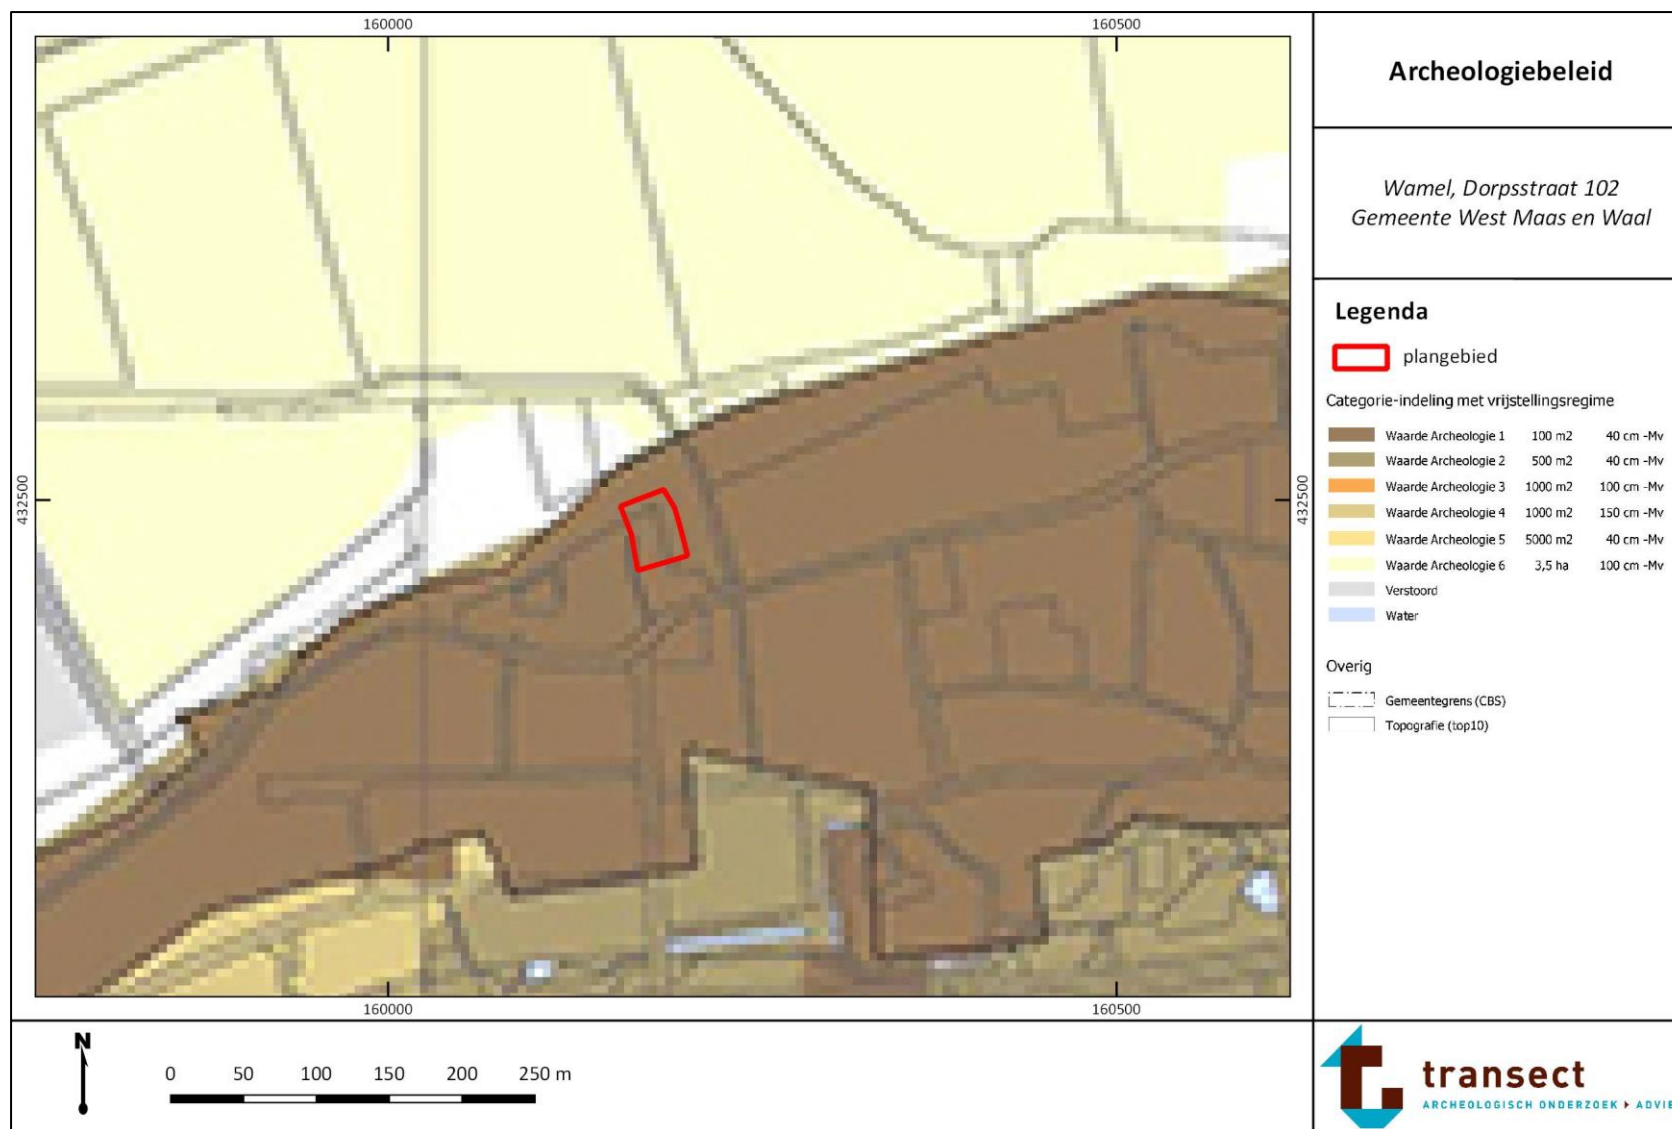 160000
160500
432500
432500
160000
160500
Archeologiebeleid
Wamel, Dorpsstraat 102
Gemeente West Maas en Waal
Legenda
plangebied
Categorie-indeling met vrijstellingsregime
Waarde Archeologie 1 100 m2 40 cm -Mv
Waarde Archeologie 2 500 m2 40 cm -Mv
Waarde Archeologie 3 1000 m2 100 cm -Mv
Waarde Archeologie 4 1000 m2 150 cm -Mv
Waarde Archeologie 5 5000 m2 40 cm -Mv
Waarde Archeologie 6 3,5 ha 100 cm -Mv
Verstoord
Water
Overig
Gemeentegrens (CBS)
Topografie (top10)
N
0 50 100 150 200 250 m
transect
ARCHEOLOGISCH ONDERZOEK ▸ ADVIE